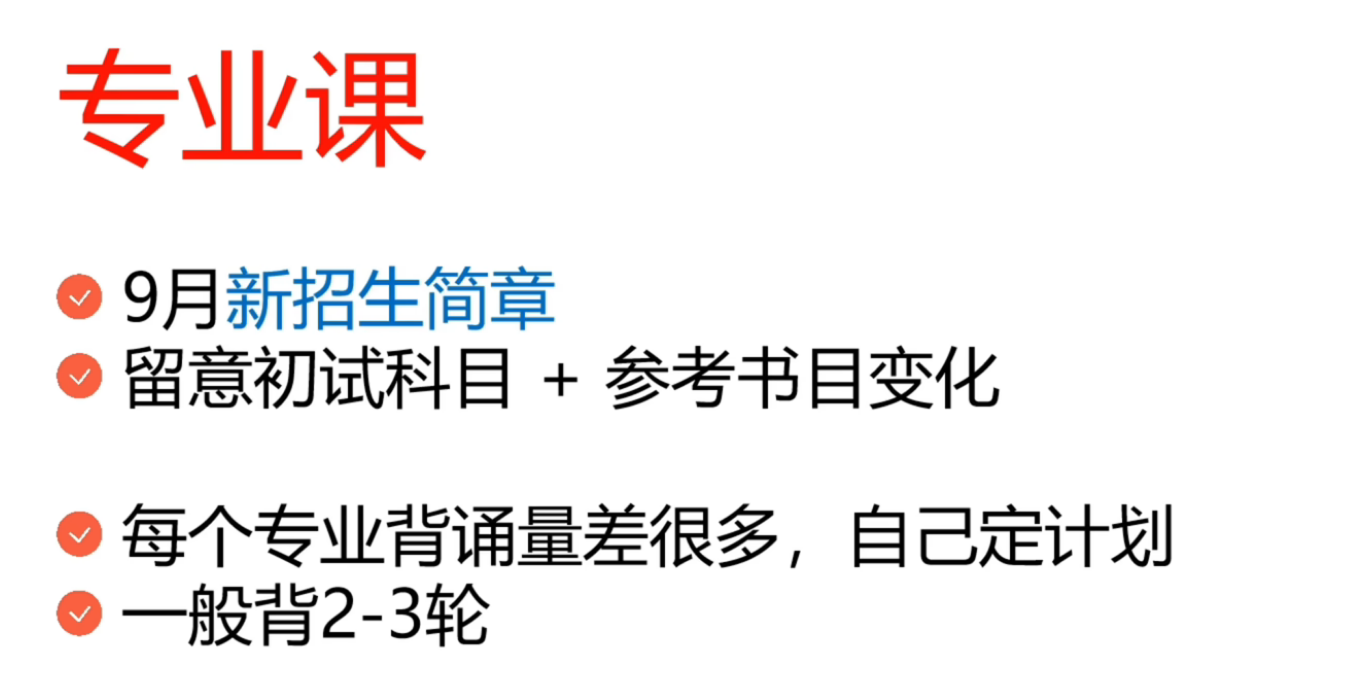 专业课
9月新招生简章
留意初试科目 + 参考书目变化
每个专业背诵量差很多，自己定计划
一般背2-3轮